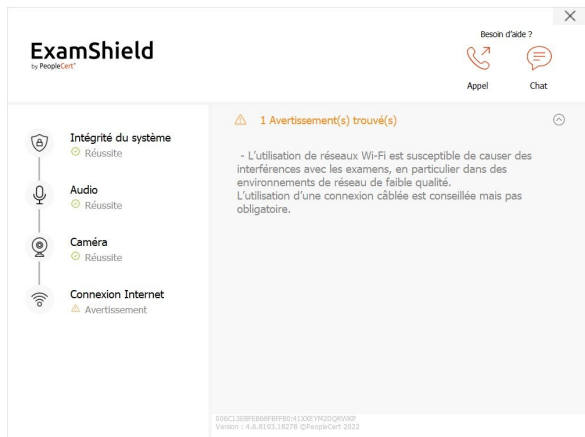 Besoin d'aide ?
ExamShield
by PeopleCert®
Appel
Chat
Intégrité du système
Réussite
Audio
Réussite
Caméra
Réussite
Connexion Internet
Avertissement
1 Avertissement(s) trouvé(s)
- L'utilisation de réseaux Wi-Fi est susceptible de causer des
interférences avec les examens, en particulier dans des
environnements de réseau de faible qualité.
L'utilisation d'une connexion câblée est conseillée mais pas
obligatoire.
Version : 4.6.8193.18278 ©PeopleCert 2022